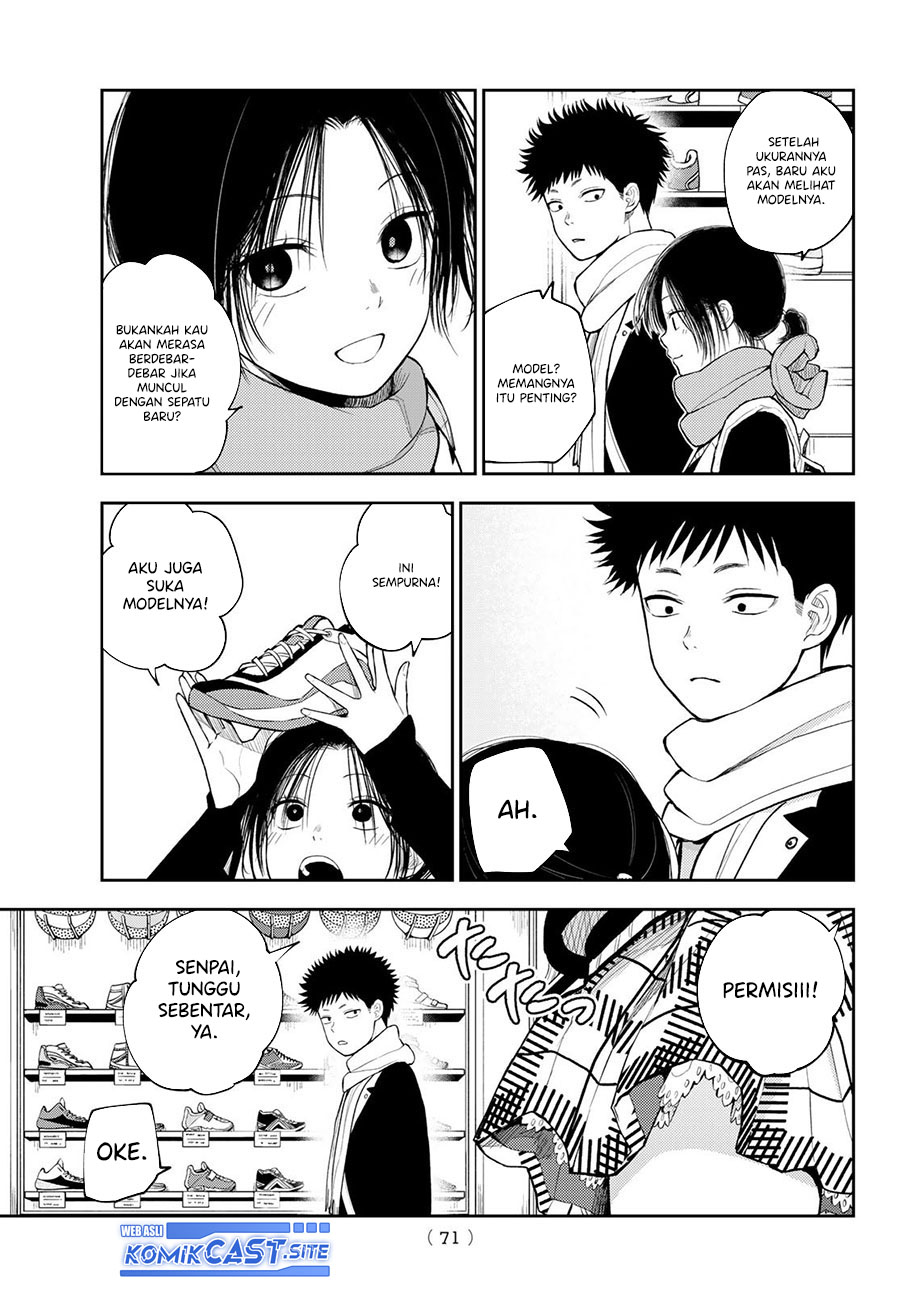 SETELAH
UKURANNYA
PAS, BARU AKU
AKAN MELIHAT
MODELNYA.
MODEL?
MEMANGNYA
ITU PENTING?
BUKANKAH KAU
AKAN MERASA
BERDEBAR-
DEBAR JIKA
MUNCUL
DENGAN SEPATU
BARU?
AH.
INI
SEMPURNA!
AKU JUGA
SUKA
MODELNYA!
PERMISIII!
SENPAI,
TUNGGU
SEBENTAR,
YA.
OKE.
( 71 )
WEB ASLI
KOMIKCAST.SITE